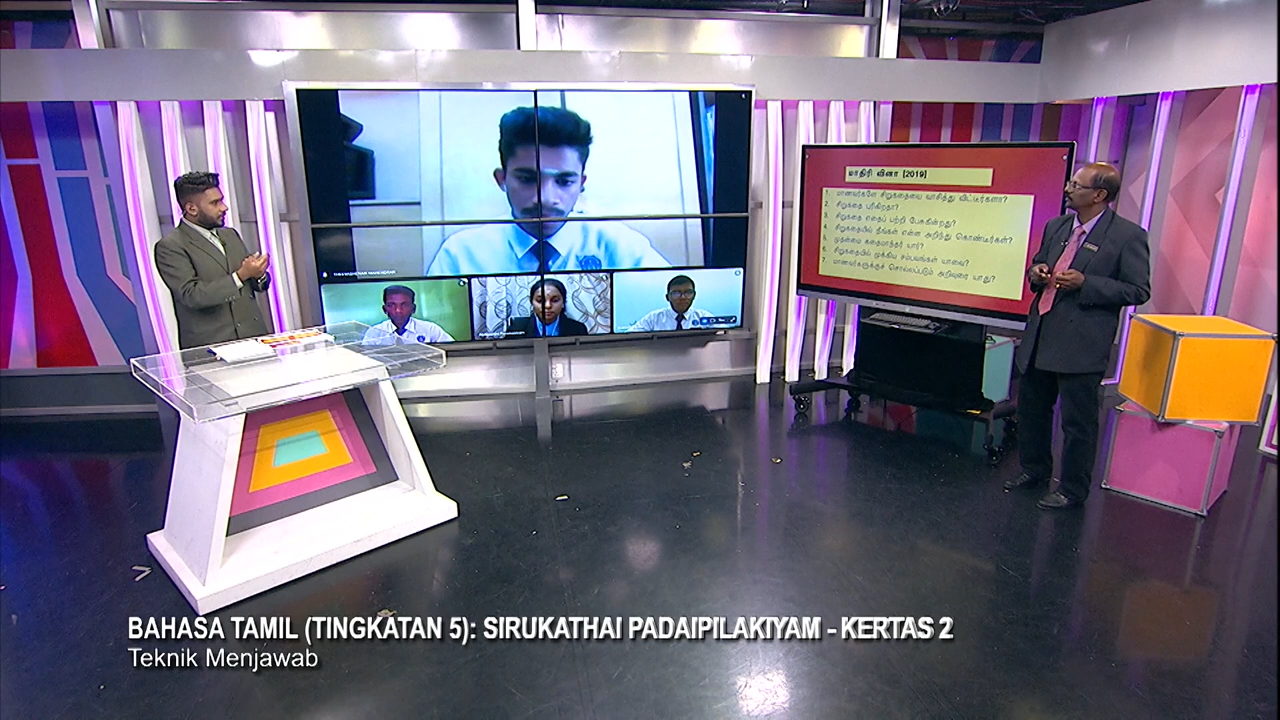 மாதிரி வினா [2019]
1. மாணவர்களே சிறுகதையை வாசித்து விட்டீர்களா?
2. சிறுகதை புரிகிறதா?
3. சிறுகதை எதைப் பற்றி பேசுகின்றது?
4. சிறுகதையில் நீங்கள் என்ன அறிந்து கொண்டீர்கள்?
5. முதன்மை கதைமாந்தர் யார்?
6. சிறுகதையில் முக்கிய சம்பவங்கள் யாவை?
7. மாணவர்களுக்குச் சொல்லப்படும் அறிவுரை யாது?
BAHASA TAMIL (TINGKATAN 5): SIRUKATHAI PADAIPILAKIYAM - KERTAS 2
Teknik Menjawab